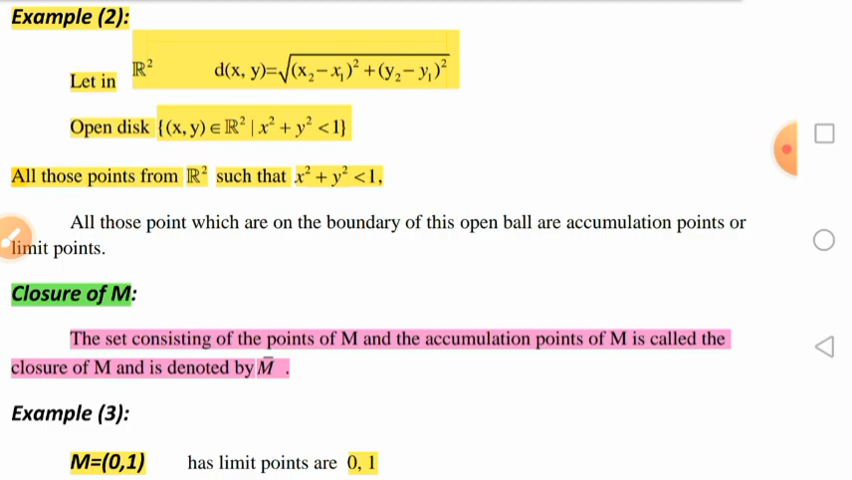 Example (2):
Let in ℝ² d(x, y)=√(x₂−x₁)²+(y₂−y₁)²
Open disk {(x, y)∈ℝ² | x²+y²<1}
All those points from ℝ² such that x²+y²<1,
All those point which are on the boundary of this open ball are accumulation points or
limit points.
Closure of M:
The set consisting of the points of M and the accumulation points of M is called the
closure of M and is denoted by M̄ .
Example (3):
M=(0,1) has limit points are 0, 1